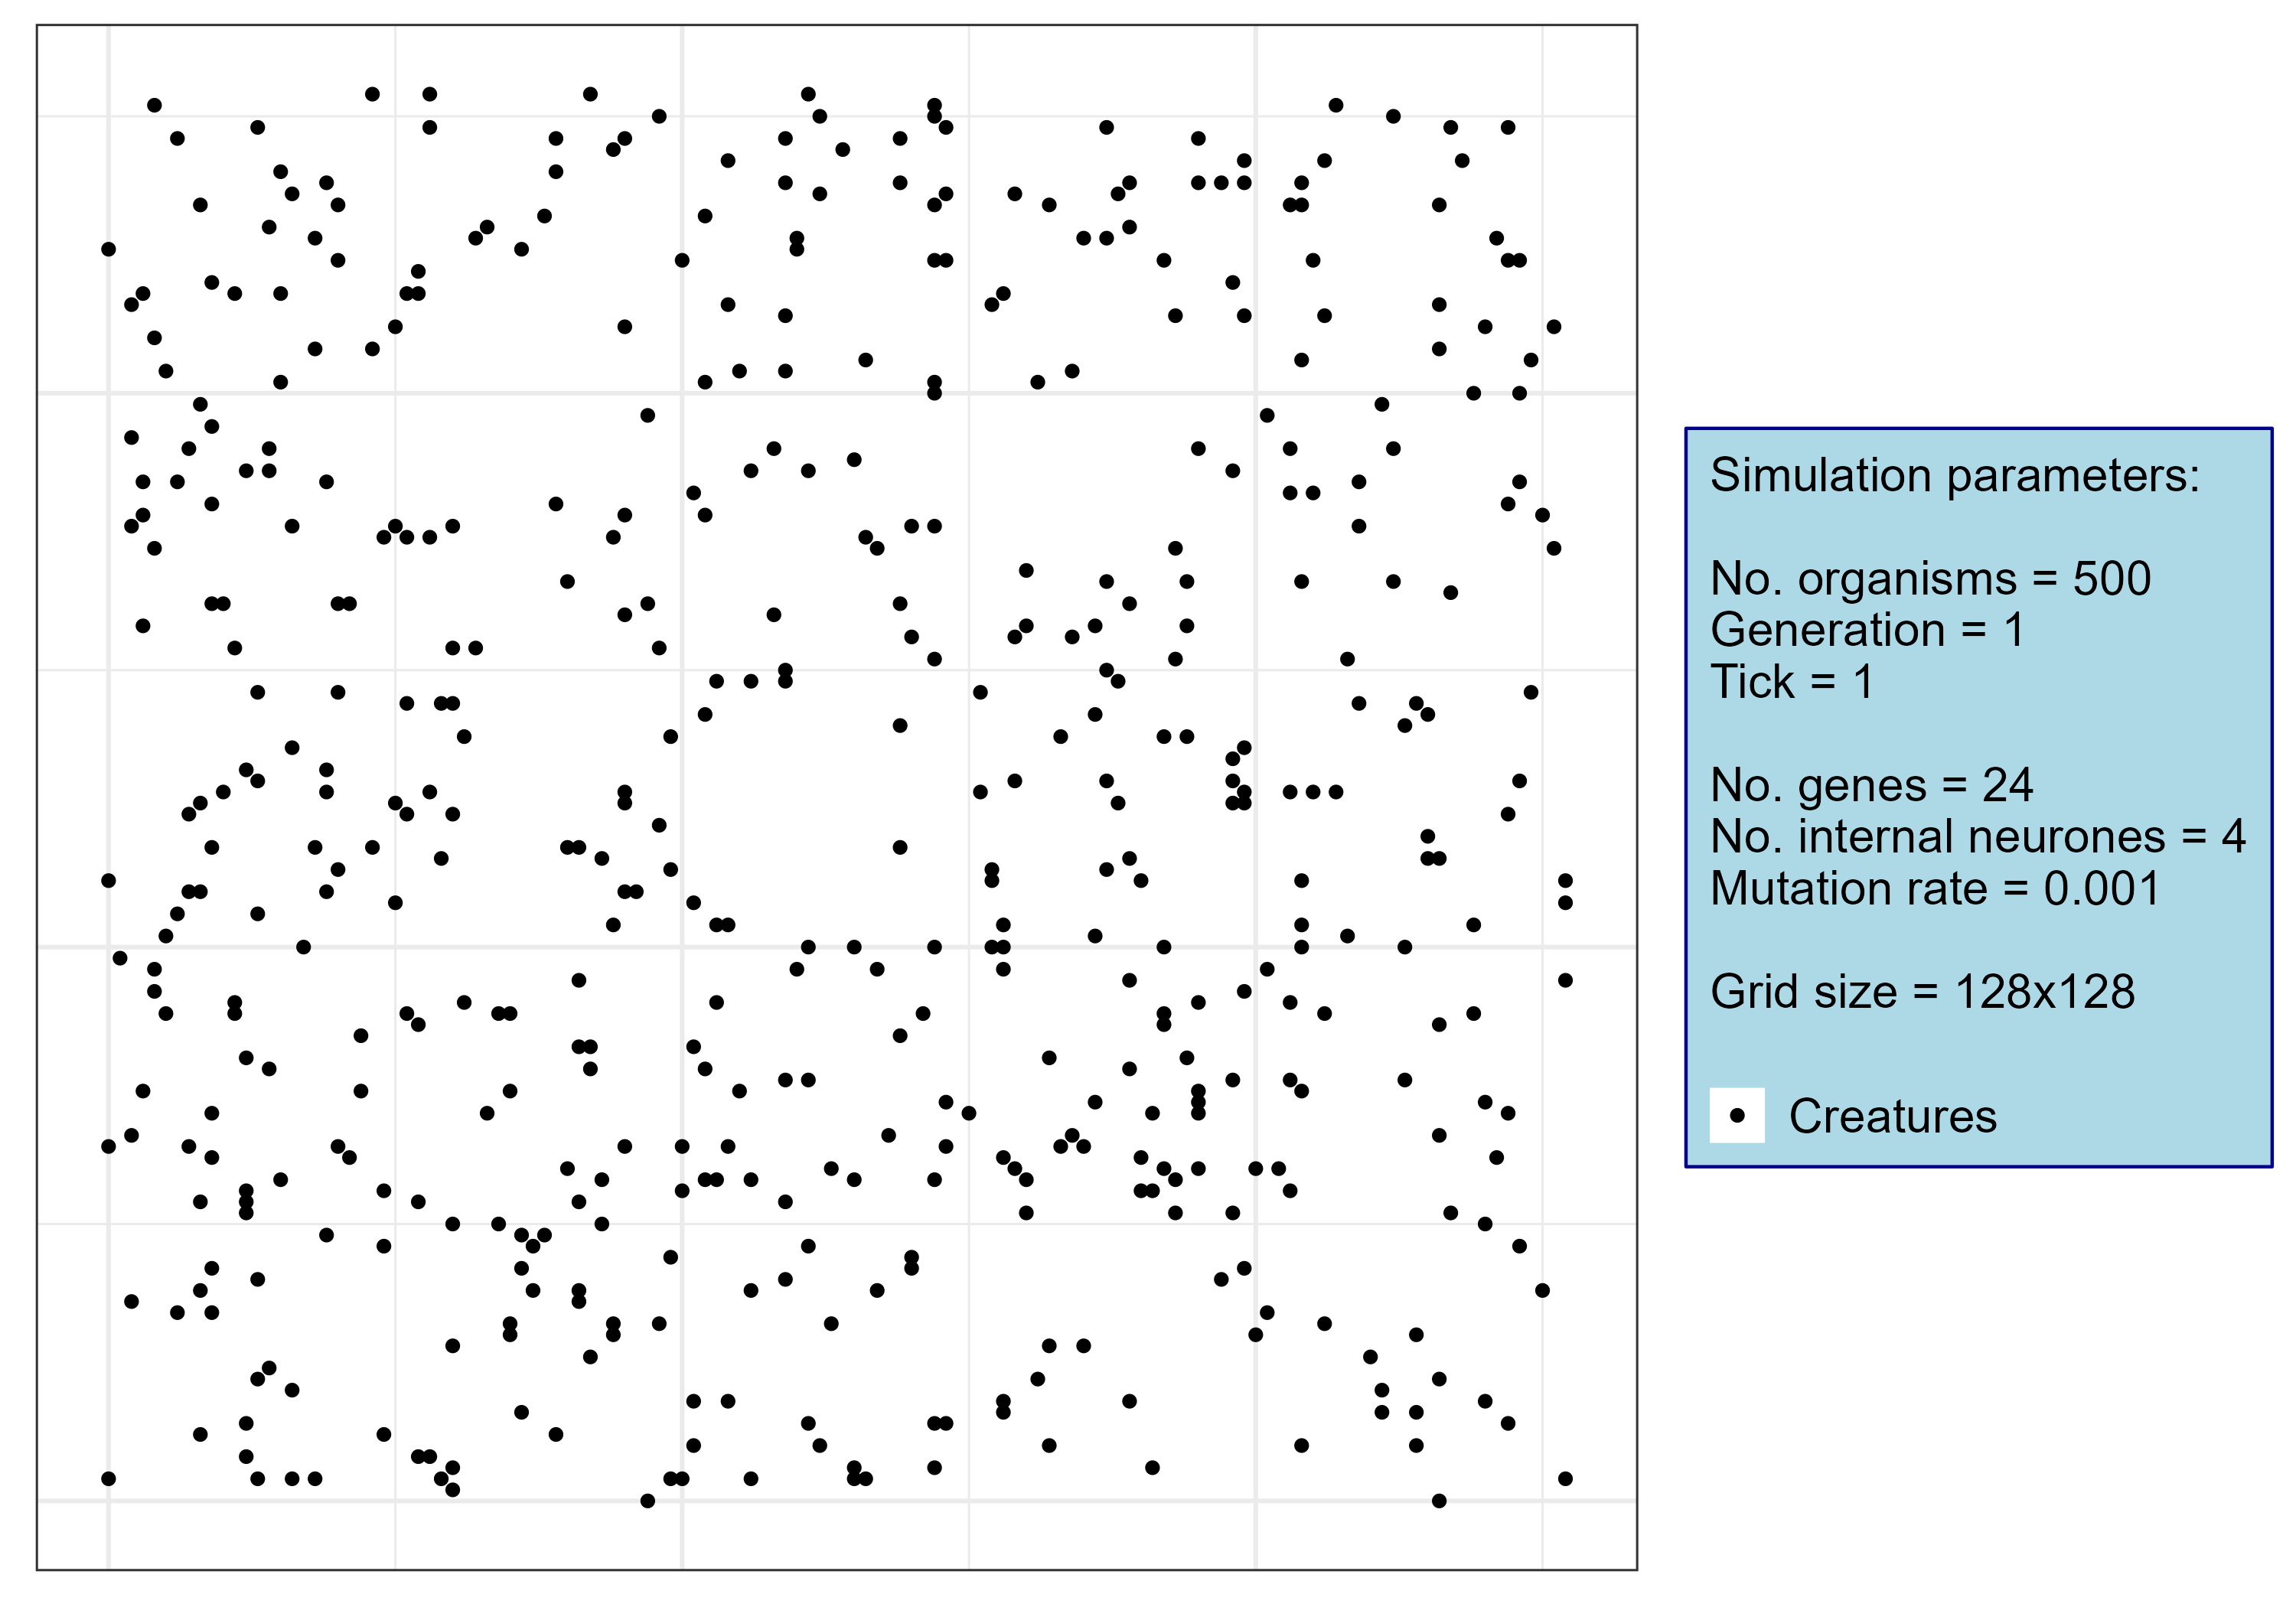 Simulation parameters:
No. organisms = 500
Generation = 1
Tick = 1
No. genes = 24
No. internal neurones = 4
Mutation rate = 0.001
Grid size = 128x128
Creatures